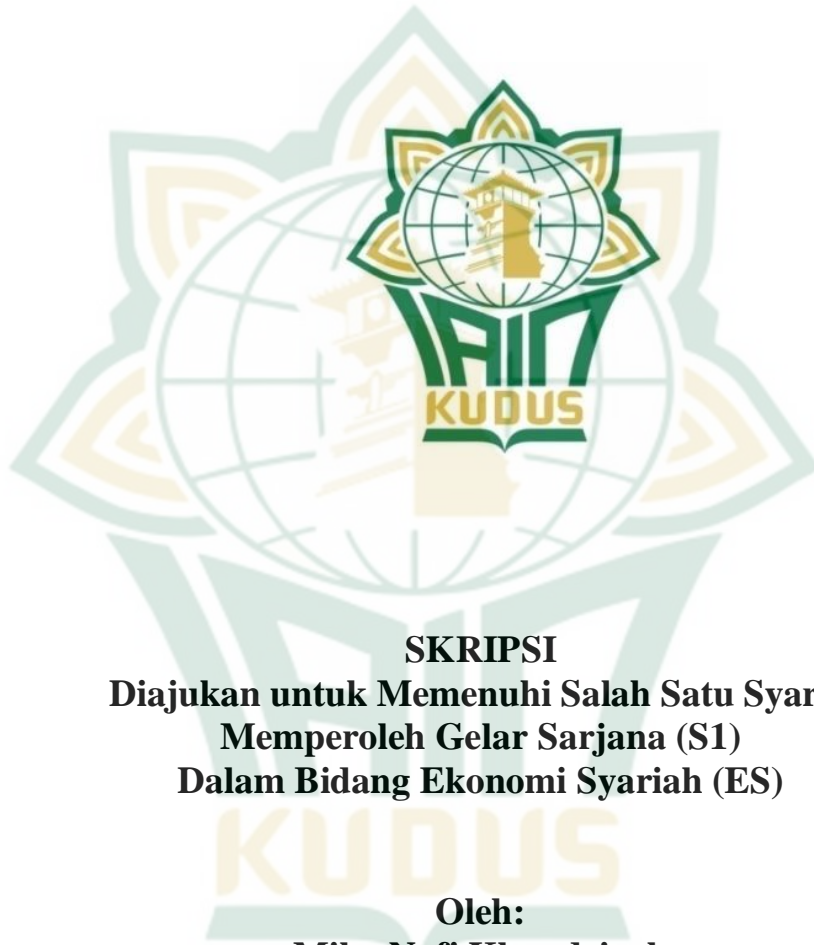 IAIN
KUDUS
SKRIPSI
Diajukan untuk Memenuhi Salah Satu Syar
Memperoleh Gelar Sarjana (S1)
Dalam Bidang Ekonomi Syariah (ES)
KUDUS
Oleh: